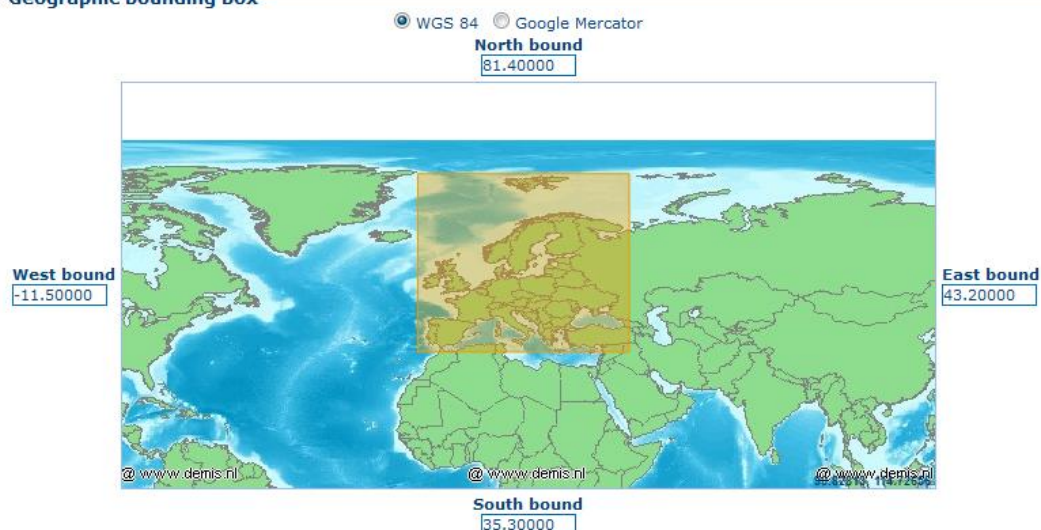 Geographic bounding box
WGS 84 Google Mercator
North bound
81.40000
West bound
-11.50000
East bound
43.20000
@ www.demis.nl @ www.demis.nl @ www.demis.nl
South bound
35.30000